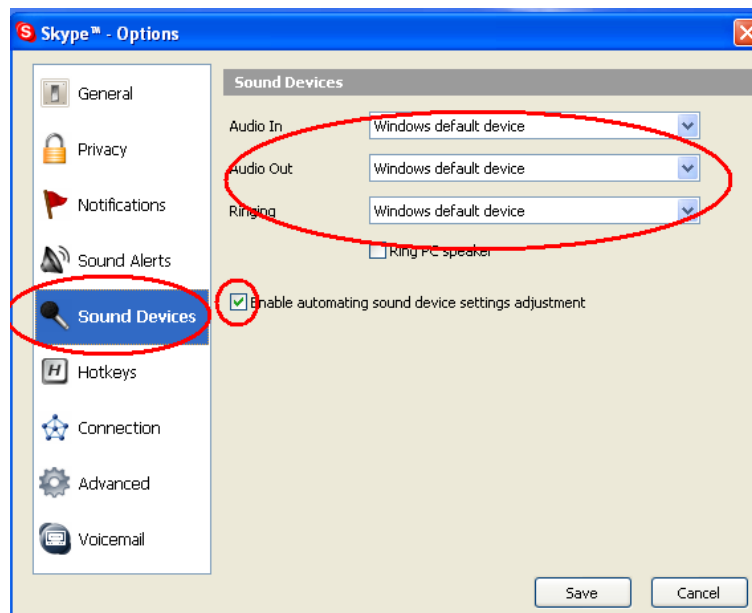 Skype™ - Options
General
Privacy
Notifications
Sound Alerts
Sound Devices
Hotkeys
Connection
Advanced
Voicemail
Sound Devices
Audio In Windows default device
Audio Out Windows default device
Ringing Windows default device
Ring PC speaker
Enable automating sound device settings adjustment
Save Cancel